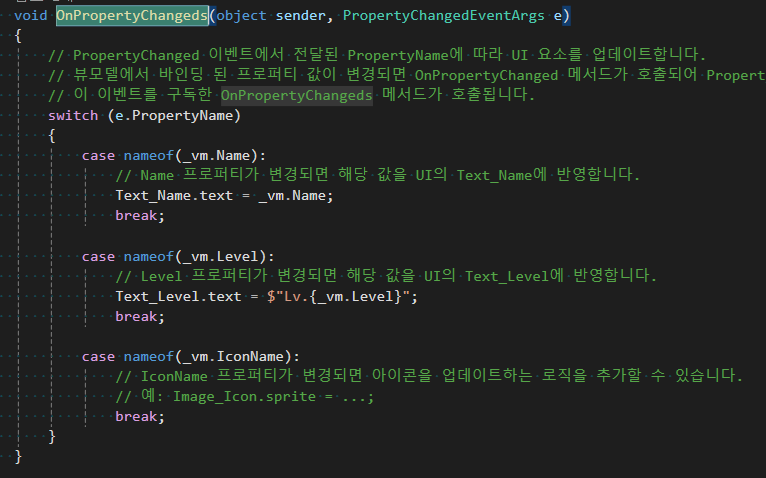 void OnPropertyChangeds(object sender, PropertyChangedEventArgs e)
{
// PropertyChanged 이벤트에서 전달된 PropertyName에 따라 UI 요소를 업데이트합니다.
// 뷰모델에서 바인딩 된 프로퍼티 값이 변경되면 OnPropertyChanged 메서드가 호출되어 Propert
// 이 이벤트를 구독한 OnPropertyChangeds 메서드가 호출됩니다.
switch (e.PropertyName)
{
case nameof(_vm.Name):
// Name 프로퍼티가 변경되면 해당 값을 UI의 Text_Name에 반영합니다.
Text_Name.text = _vm.Name;
break;
case nameof(_vm.Level):
// Level 프로퍼티가 변경되면 해당 값을 UI의 Text_Level에 반영합니다.
Text_Level.text = $"Lv.{_vm.Level}";
break;
case nameof(_vm.IconName):
// IconName 프로퍼티가 변경되면 아이콘을 업데이트하는 로직을 추가할 수 있습니다.
// 예: Image_Icon.sprite = ...;
break;
}
}